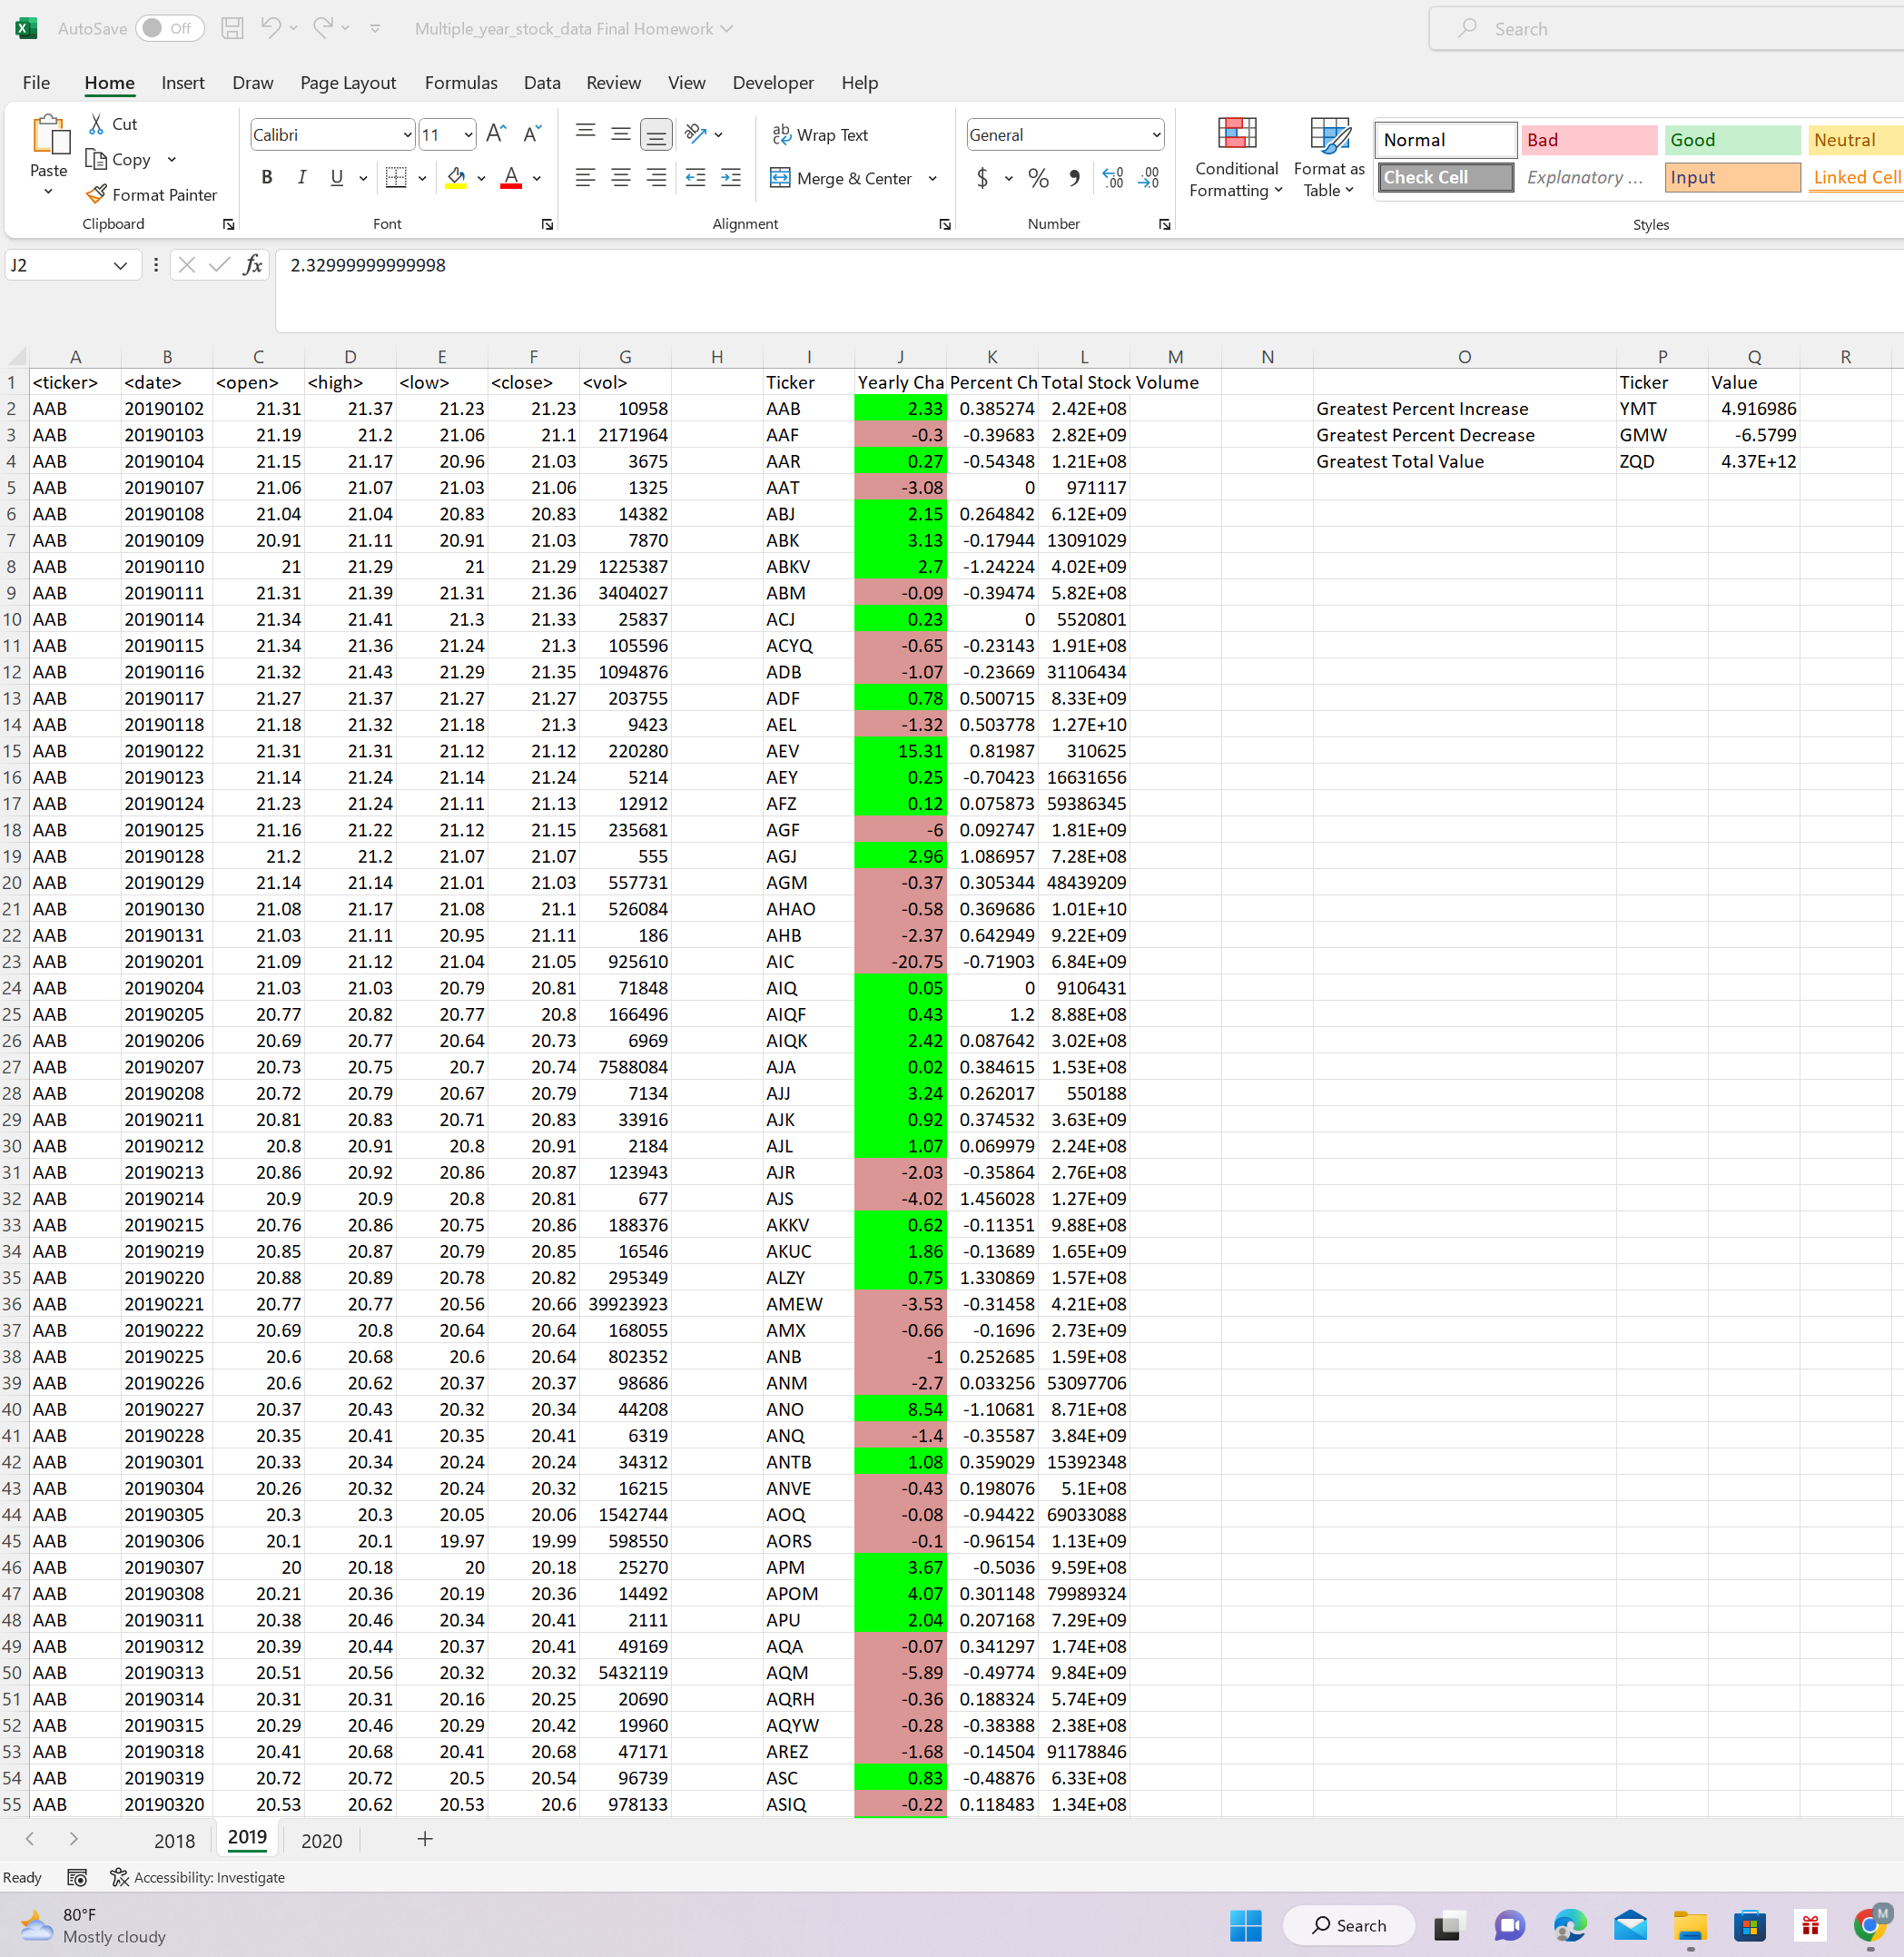 AutoSave Off Multiple_year_stock_data Final Homework Search
File Home Insert Draw Page Layout Formulas Data Review View Developer Help
Paste Cut Copy Format Painter Clipboard
Calibri 11 B I U A Font
Wrap Text Merge & Center Alignment
General $ % Number
Conditional Formatting Format as Table
Normal Bad Good Neutral
Check Cell Explanatory ... Input Linked Cell
Styles
J2 fx 2.32999999999998
A B C D E F G H I J K L M N O P Q R
1 <ticker> <date> <open> <high> <low> <close> <vol> Ticker Yearly Cha Percent Ch Total Stock Volume Ticker Value
2 AAB 20190102 21.31 21.37 21.23 21.23 10958 AAB 2.33 0.385274 2.42E+08 Greatest Percent Increase YMT 4.916986
3 AAB 20190103 21.19 21.2 21.06 21.1 2171964 AAF -0.3 -0.39683 2.82E+09 Greatest Percent Decrease GMW -6.5799
4 AAB 20190104 21.15 21.17 20.96 21.03 3675 AAR 0.27 -0.54348 1.21E+08 Greatest Total Value ZQD 4.37E+12
5 AAB 20190107 21.06 21.07 21.03 21.06 1325 AAT -3.08 0 971117
6 AAB 20190108 21.04 21.04 20.83 20.83 14382 ABJ 2.15 0.264842 6.12E+09
7 AAB 20190109 20.91 21.11 20.91 21.03 7870 ABK 3.13 -0.17944 13091029
8 AAB 20190110 21 21.29 21 21.29 1225387 ABKV 2.7 -1.24224 4.02E+09
9 AAB 20190111 21.31 21.39 21.31 21.36 3404027 ABM -0.09 -0.39474 5.82E+08
10 AAB 20190114 21.34 21.41 21.3 21.33 25837 ACJ 0.23 0 5520801
11 AAB 20190115 21.34 21.36 21.24 21.3 105596 ACYQ -0.65 -0.23143 1.91E+08
12 AAB 20190116 21.32 21.43 21.29 21.35 1094876 ADB -1.07 -0.23669 31106434
13 AAB 20190117 21.27 21.37 21.27 21.27 203755 ADF 0.78 0.500715 8.33E+09
14 AAB 20190118 21.18 21.32 21.18 21.3 9423 AEL -1.32 0.503778 1.27E+10
15 AAB 20190122 21.31 21.31 21.12 21.12 220280 AEV 15.31 0.81987 310625
16 AAB 20190123 21.14 21.24 21.14 21.24 5214 AEY 0.25 -0.70423 16631656
17 AAB 20190124 21.23 21.24 21.11 21.13 12912 AFZ 0.12 0.075873 59386345
18 AAB 20190125 21.16 21.22 21.12 21.15 235681 AGF -6 0.092747 1.81E+09
19 AAB 20190128 21.2 21.2 21.07 21.07 555 AGJ 2.96 1.086957 7.28E+08
20 AAB 20190129 21.14 21.14 21.01 21.03 557731 AGM -0.37 0.305344 48439209
21 AAB 20190130 21.08 21.17 21.08 21.1 526084 AHAO -0.58 0.369686 1.01E+10
22 AAB 20190131 21.03 21.11 20.95 21.11 186 AHB -2.37 0.642949 9.22E+09
23 AAB 20190201 21.09 21.12 21.04 21.05 925610 AIC -20.75 -0.71903 6.84E+09
24 AAB 20190204 21.03 21.03 20.79 20.81 71848 AIQ 0.05 0 9106431
25 AAB 20190205 20.77 20.82 20.77 20.8 166496 AIQF 0.43 1.2 8.88E+08
26 AAB 20190206 20.69 20.77 20.64 20.73 6969 AIQK 2.42 0.087642 3.02E+08
27 AAB 20190207 20.73 20.75 20.7 20.74 7588084 AJA 0.02 0.384615 1.53E+08
28 AAB 20190208 20.72 20.79 20.67 20.79 7134 AJJ 3.24 0.262017 550188
29 AAB 20190211 20.81 20.83 20.71 20.83 33916 AJK 0.92 0.374532 3.63E+09
30 AAB 20190212 20.8 20.91 20.8 20.91 2184 AJL 1.07 0.069979 2.24E+08
31 AAB 20190213 20.86 20.92 20.86 20.87 123943 AJR -2.03 -0.35864 2.76E+08
32 AAB 20190214 20.9 20.9 20.8 20.81 677 AJS -4.02 1.456028 1.27E+09
33 AAB 20190215 20.76 20.86 20.75 20.86 188376 AKKV 0.62 -0.11351 9.88E+08
34 AAB 20190219 20.85 20.87 20.79 20.85 16546 AKUC 1.86 -0.13689 1.65E+09
35 AAB 20190220 20.88 20.89 20.78 20.82 295349 ALZY 0.75 1.330869 1.57E+08
36 AAB 20190221 20.77 20.77 20.56 20.66 39923923 AMEW -3.53 -0.31458 4.21E+08
37 AAB 20190222 20.69 20.8 20.64 20.64 168055 AMX -0.66 -0.1696 2.73E+09
38 AAB 20190225 20.6 20.68 20.6 20.64 802352 ANB -1 0.252685 1.59E+08
39 AAB 20190226 20.6 20.62 20.37 20.37 98686 ANM -2.7 0.033256 53097706
40 AAB 20190227 20.37 20.43 20.32 20.34 44208 ANO 8.54 -1.10681 8.71E+08
41 AAB 20190228 20.35 20.41 20.35 20.41 6319 ANQ -1.4 -0.35587 3.84E+09
42 AAB 20190301 20.33 20.34 20.24 20.24 34312 ANTB 1.08 0.359029 15392348
43 AAB 20190304 20.26 20.32 20.24 20.32 16215 ANVE -0.43 0.198076 5.1E+08
44 AAB 20190305 20.3 20.3 20.05 20.06 1542744 AOQ -0.08 -0.94422 69033088
45 AAB 20190306 20.1 20.1 19.97 19.99 598550 AORS -0.1 -0.96154 1.13E+09
46 AAB 20190307 20 20.18 20 20.18 25270 APM 3.67 -0.5036 9.59E+08
47 AAB 20190308 20.21 20.36 20.19 20.36 14492 APOM 4.07 0.301148 79989324
48 AAB 20190311 20.38 20.46 20.34 20.41 2111 APU 2.04 0.207168 7.29E+09
49 AAB 20190312 20.39 20.44 20.37 20.41 49169 AQA -0.07 0.341297 1.74E+08
50 AAB 20190313 20.51 20.56 20.32 20.32 5432119 AQM -5.89 -0.49774 9.84E+09
51 AAB 20190314 20.31 20.31 20.16 20.25 20690 AQRH -0.36 0.188324 5.74E+09
52 AAB 20190315 20.29 20.46 20.29 20.42 19960 AQYW -0.28 -0.38388 2.38E+08
53 AAB 20190318 20.41 20.68 20.41 20.68 47171 AREZ -1.68 -0.14504 91178846
54 AAB 20190319 20.72 20.72 20.5 20.54 96739 ASC 0.83 -0.48876 6.33E+08
55 AAB 20190320 20.53 20.62 20.53 20.6 978133 ASIQ -0.22 0.118483 1.34E+08
2018 2019 2020 +
Ready Accessibility: Investigate
80°F
Mostly cloudy
Search
M